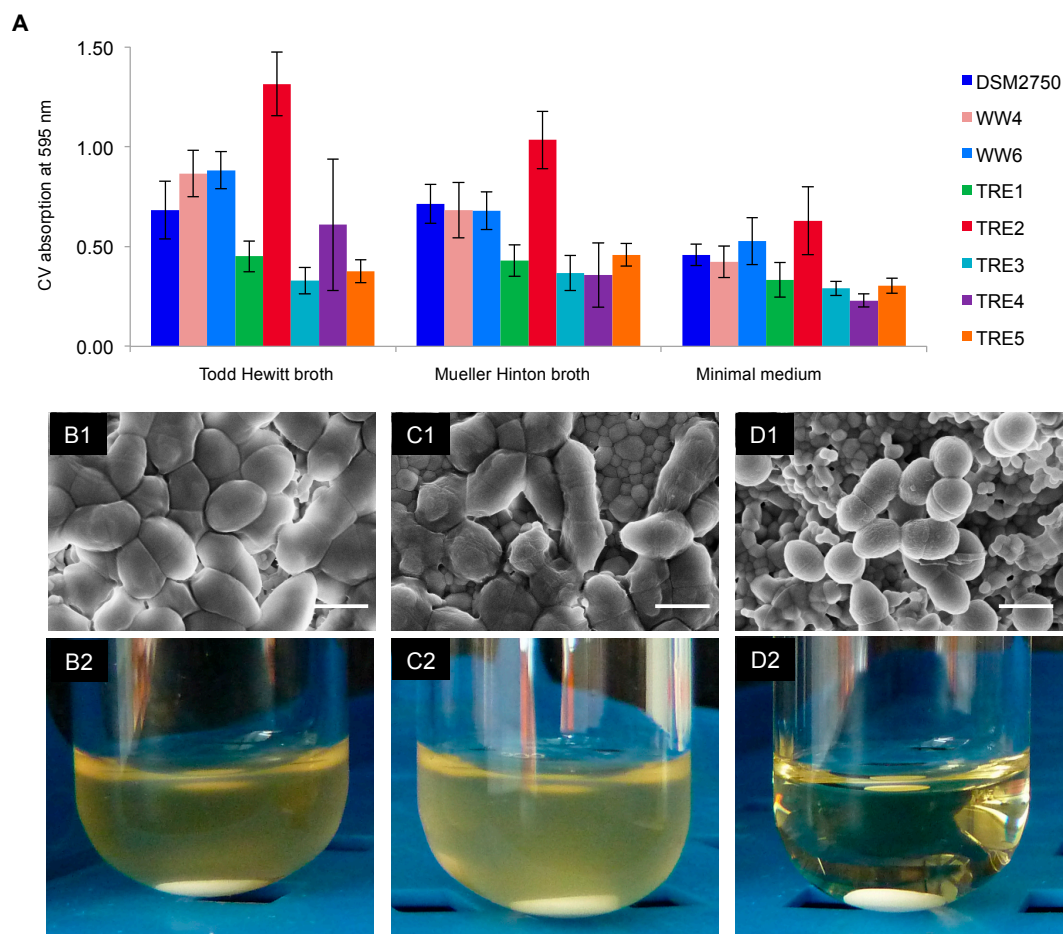 A
CV absorption at 595 nm
1.50
1.00
0.50
0.00
Todd Hewitt broth
Mueller Hinton broth
Minimal medium
DSM2750
WW4
WW6
TRE1
TRE2
TRE3
TRE4
TRE5
B1
C1
D1
B2
C2
D2